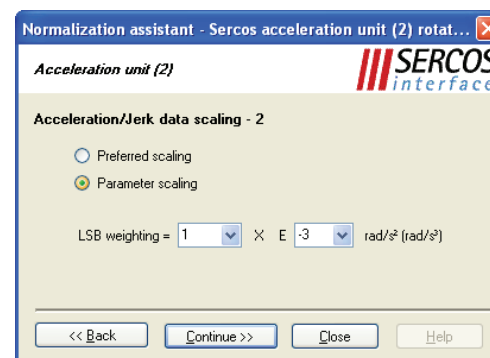 Normalization assistant - Sercos acceleration unit (2) rotat...
Acceleration unit (2)
SERCOS
interface
Acceleration/Jerk data scaling - 2
Preferred scaling
Parameter scaling
LSB weighting = 1 X E -3 rad/s² (rad/s³)
<< Back Continue >> Close Help